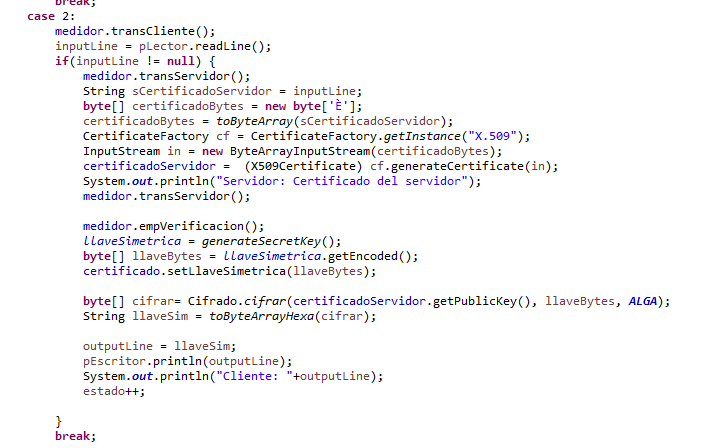 break;
case 2:
medidor.transCliente();
inputLine = pLector.readLine();
if(inputLine != null) {
medidor.transServidor();
String sCertificadoServidor = inputLine;
byte[] certificadoBytes = new byte['È'];
certificadoBytes = toByteArray(sCertificadoServidor);
CertificateFactory cf = CertificateFactory.getInstance("X.509");
InputStream in = new ByteArrayInputStream(certificadoBytes);
certificadoServidor =  (X509Certificate) cf.generateCertificate(in);
System.out.println("Servidor: Certificado del servidor");
medidor.transServidor();
medidor.empVerificacion();
llaveSimetrica = generateSecretKey();
byte[] llaveBytes = llaveSimetrica.getEncoded();
certificado.setLlaveSimetrica(llaveBytes);
byte[] cifrar= Cifrado.cifrar(certificadoServidor.getPublicKey(), llaveBytes, ALGA);
String llaveSim = toByteArrayHexa(cifrar);
outputLine = llaveSim;
pEscritor.println(outputLine);
System.out.println("Cliente: "+outputLine);
estado++;
}
break;